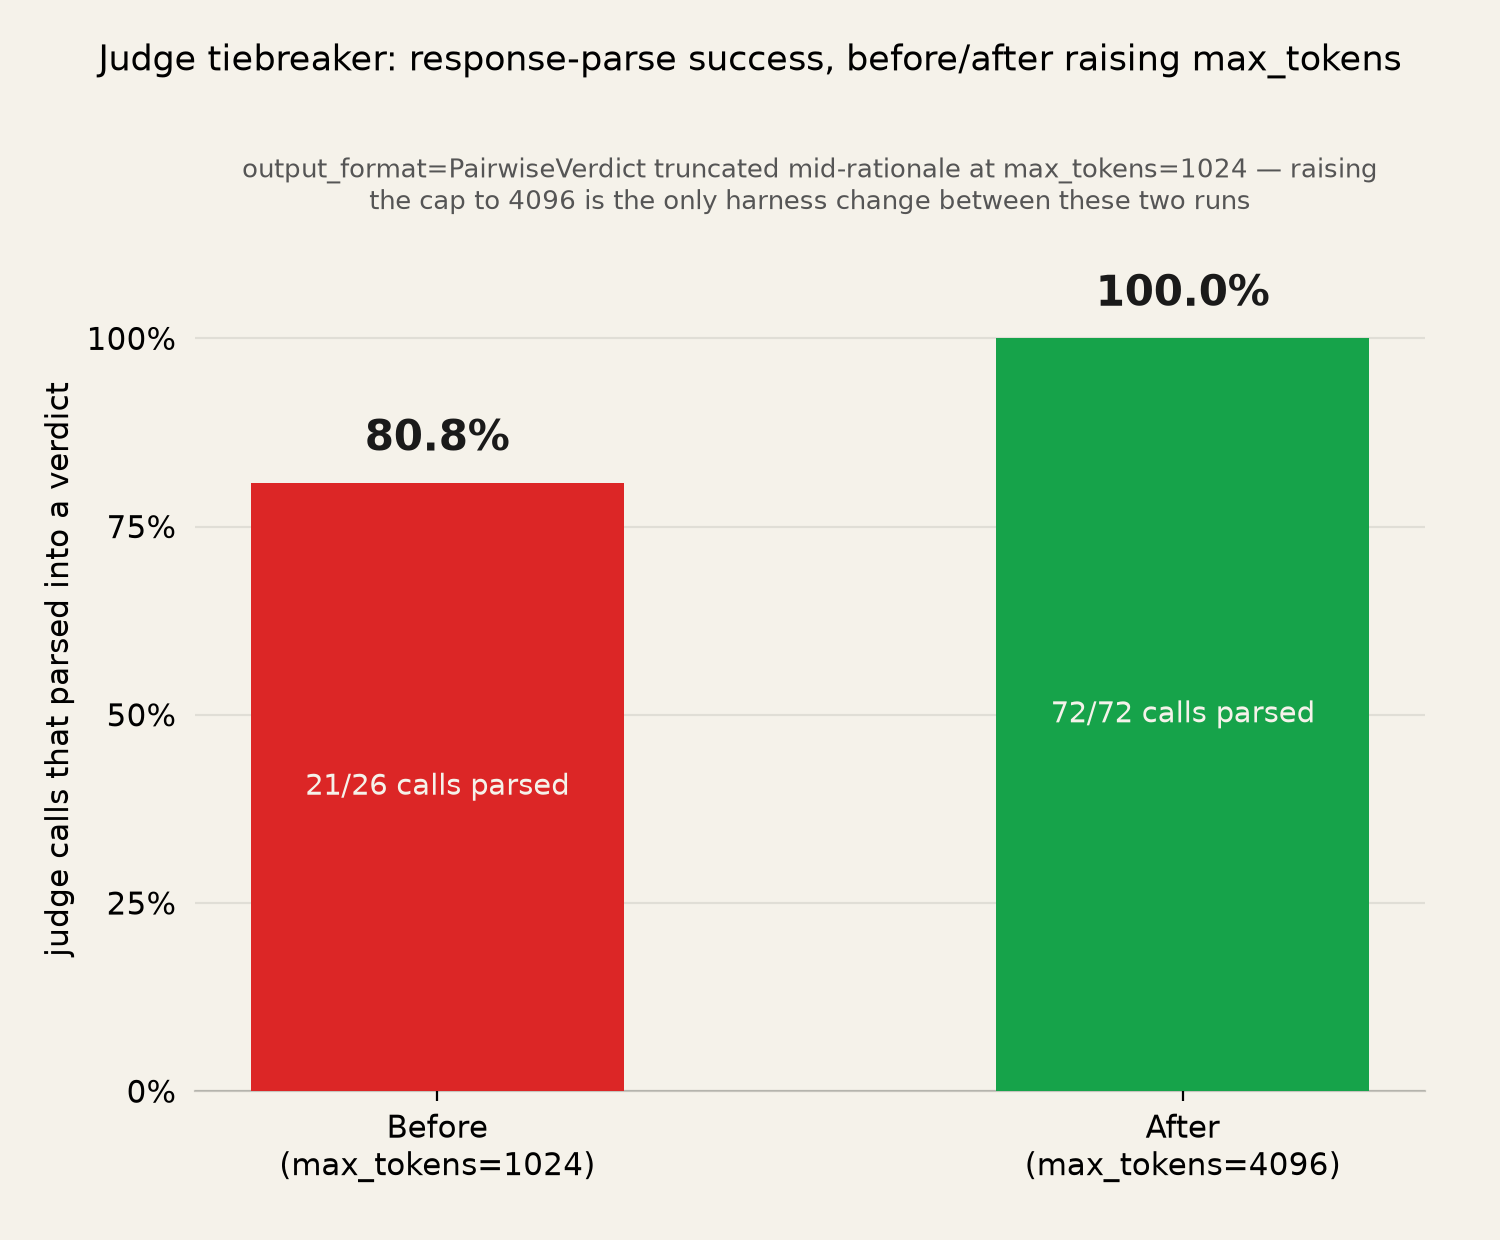 Judge tiebreaker: response-parse success, before/after raising max_tokens
output_format=PairwiseVerdict truncated mid-rationale at max_tokens=1024 — raising
the cap to 4096 is the only harness change between these two runs
judge calls that parsed into a verdict
100%
75%
50%
25%
0%
80.8%
21/26 calls parsed
100.0%
72/72 calls parsed
Before
(max_tokens=1024)
After
(max_tokens=4096)